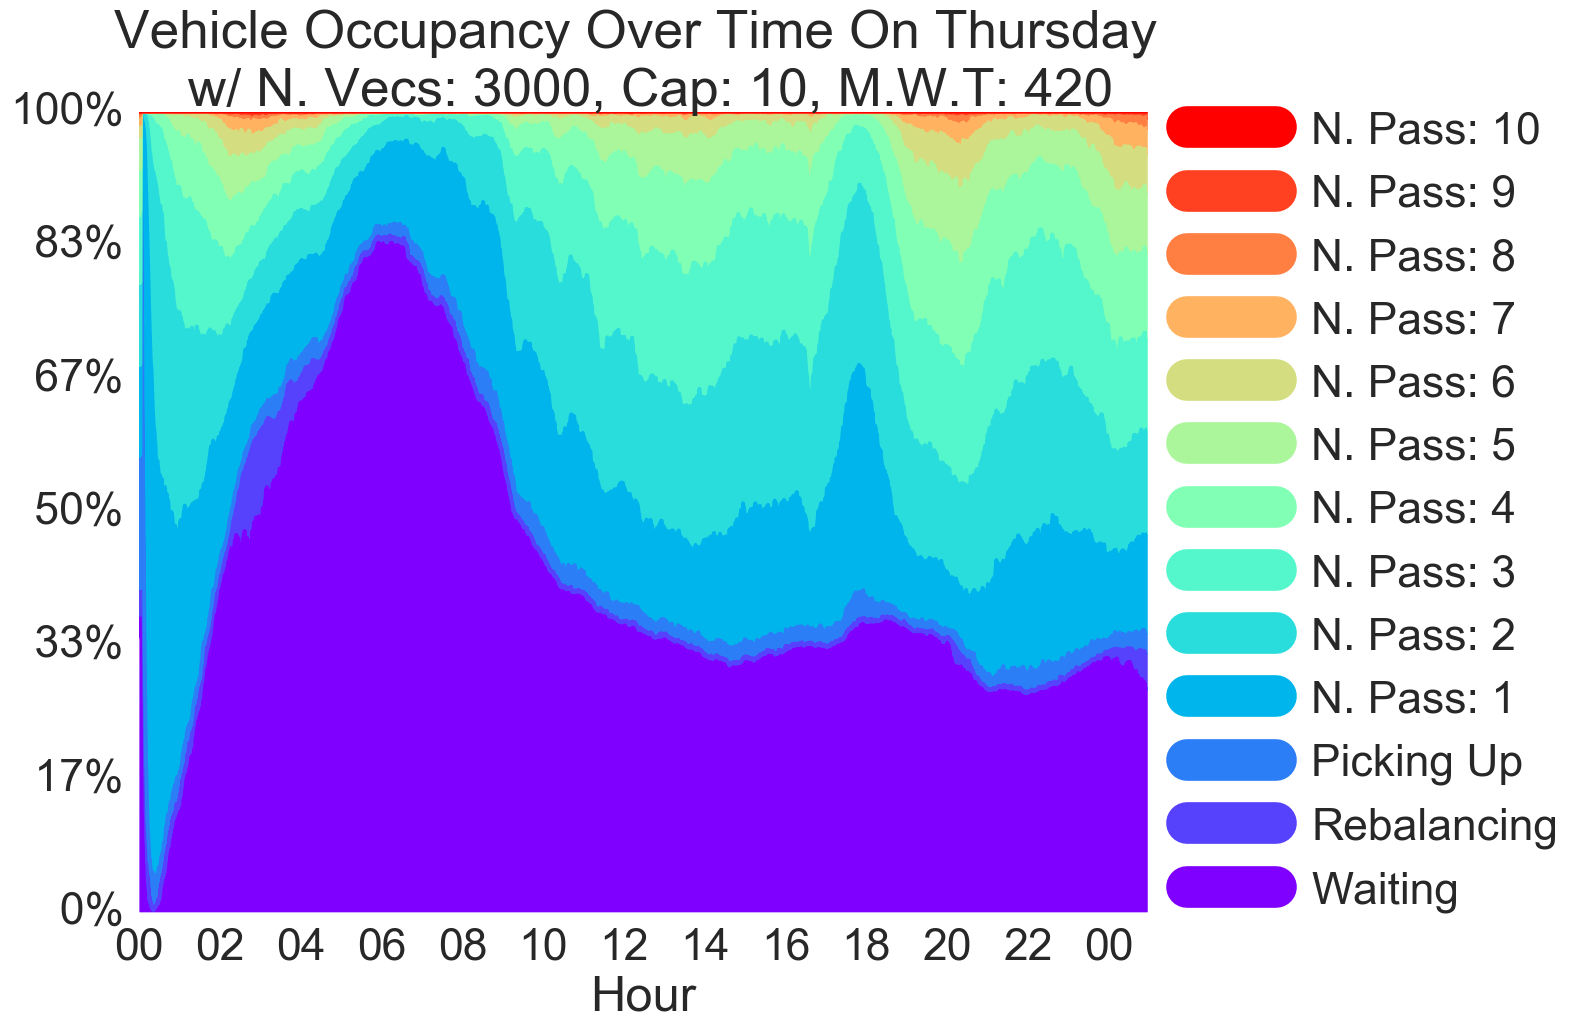 Vehicle Occupancy Over Time On Thursday
w/ N. Vecs: 3000, Cap: 10, M.W.T: 420
100%
83%
67%
50%
33%
17%
0%
00 02 04 06 08 10 12 14 16 18 20 22 00
Hour
N. Pass: 10
N. Pass: 9
N. Pass: 8
N. Pass: 7
N. Pass: 6
N. Pass: 5
N. Pass: 4
N. Pass: 3
N. Pass: 2
N. Pass: 1
Picking Up
Rebalancing
Waiting